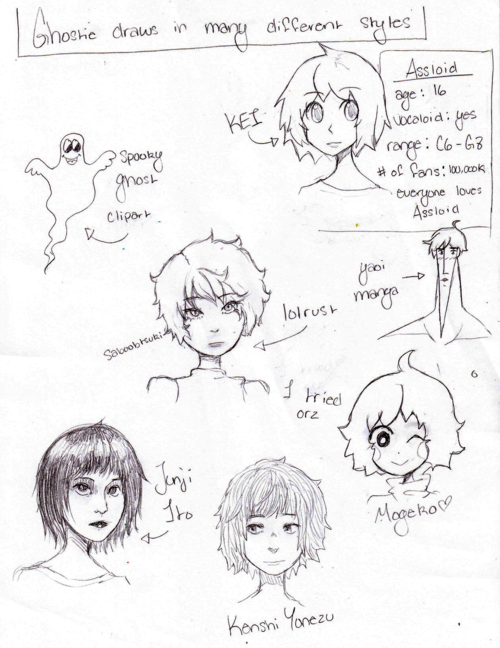 Ghostie draws in many different styles
KEI
Assloid
age: 16
vocaloid: yes
range: C6-G8
# of fans: 100,000k
everyone loves
Assloid
Spooky
ghost
clipart
yaoi
manga
lolrust
I tried
orz
Junji
Ito
Mogeko♡
Kenshi Yonezu